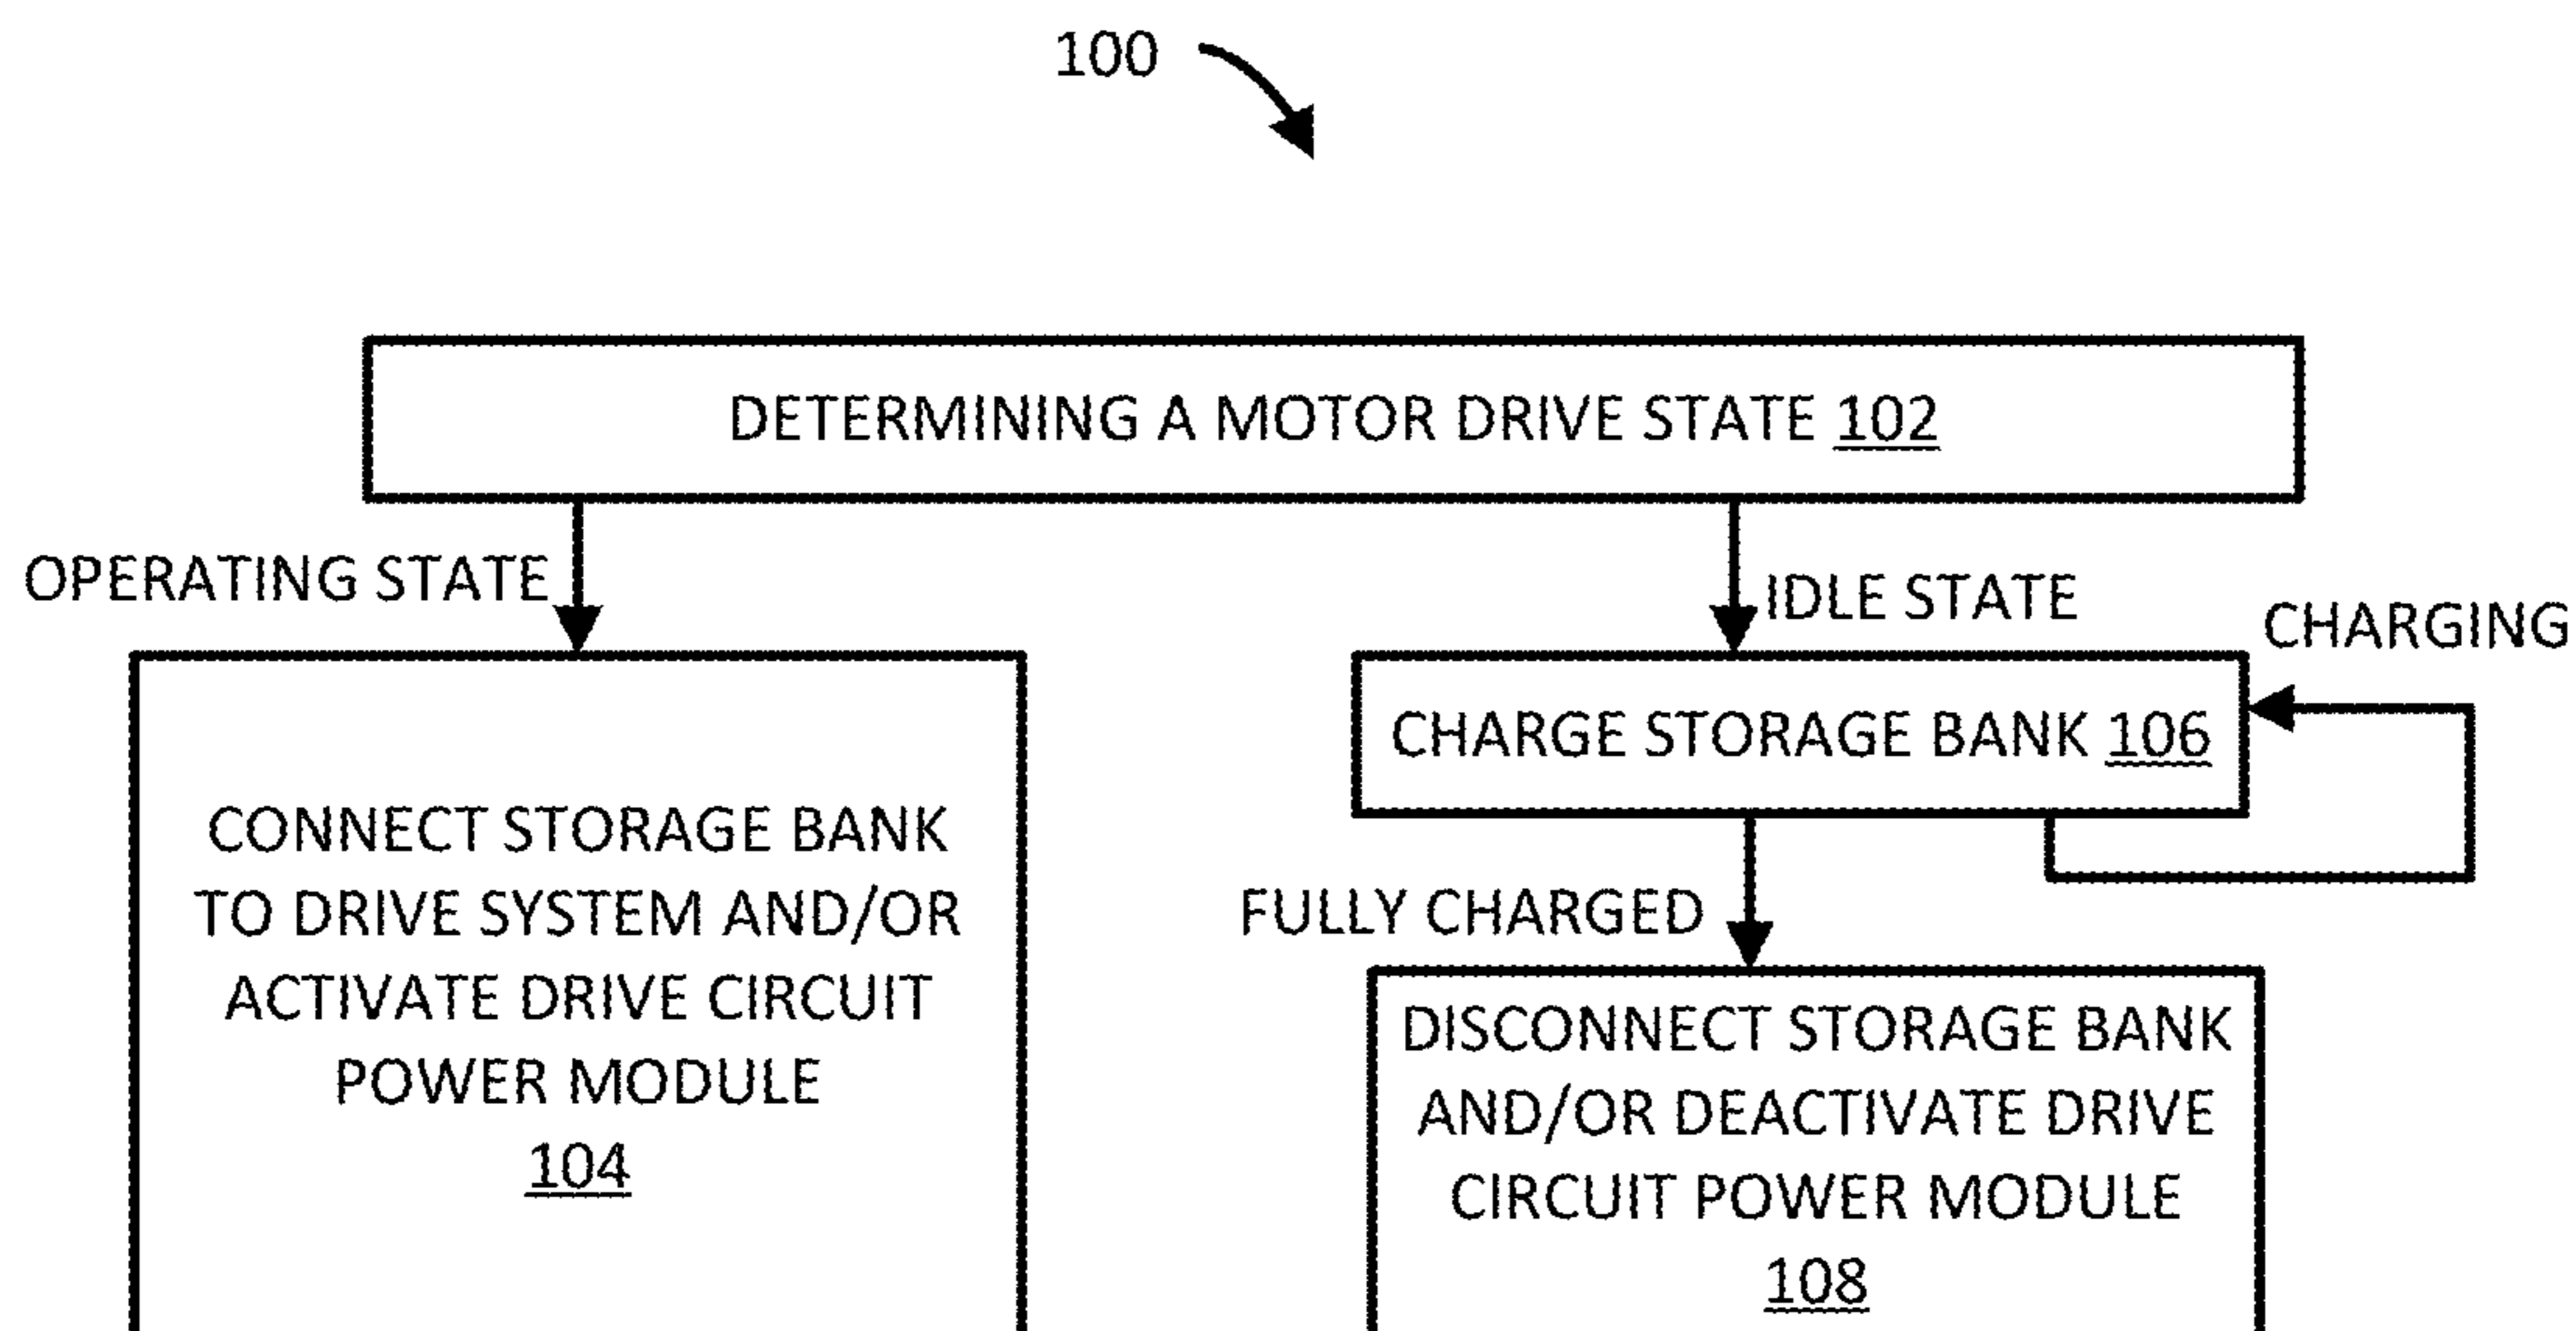 100
DETERMINING A MOTOR DRIVE STATE 102
OPERATING STATE
IDLE STATE
CHARGING
CHARGE STORAGE BANK 106
CONNECT STORAGE BANK
TO DRIVE SYSTEM AND/OR
ACTIVATE DRIVE CIRCUIT
POWER MODULE
104
FULLY CHARGED
DISCONNECT STORAGE BANK
AND/OR DEACTIVATE DRIVE
CIRCUIT POWER MODULE
108